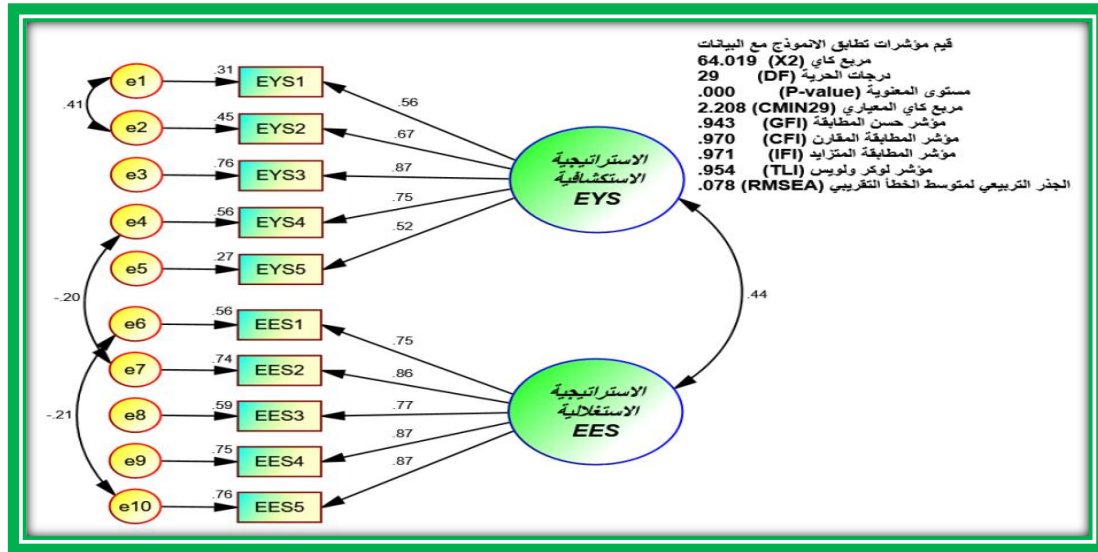 قيم مؤشرات تطابق الانموذج مع البيانات
مربع كاي (X2) 64.019
درجات الحرية (DF) 29
مستوى المعنوية (P-value) .000
مربع كاي المعياري (CMIN29) 2.208
مؤشر حسن المطابقة (GFI) .943
مؤشر المطابقة المقارن (CFI) .970
مؤشر المطابقة المتزايد (IFI) .971
مؤشر لوكر ولويس (TLI) .954
الجذر التربيعي لمتوسط الخطأ التقريبي (RMSEA) .078
e1 .31 EYS1 .56
.41
e2 .45 EYS2 .67
e3 .76 EYS3 .87
e4 .56 EYS4 .75
e5 .27 EYS5 .52
الاستراتيجية
الاستكشافية
EYS
-.20
.44
e6 .56 EES1 .75
e7 .74 EES2 .86
e8 .59 EES3 .77
-.21
e9 .75 EES4 .87
e10 .76 EES5 .87
الاستراتيجية
الاستغلالية
EES